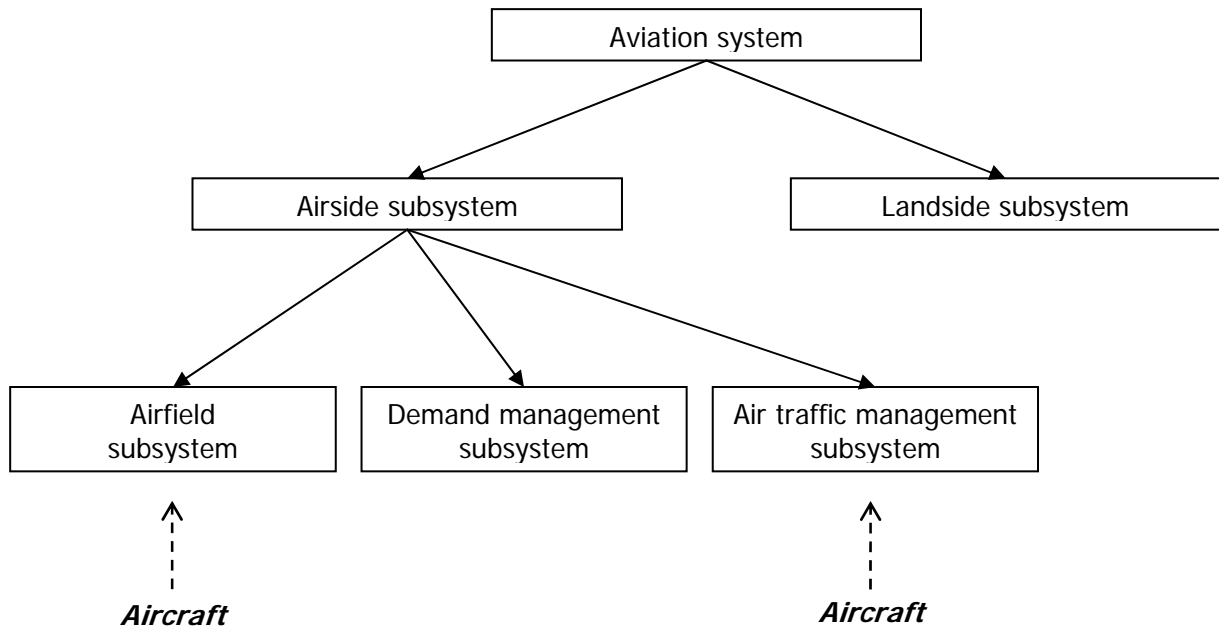 Aviation system
Airside subsystem
Landside subsystem
Airfield
subsystem
Demand management
subsystem
Air traffic management
subsystem
Aircraft
Aircraft